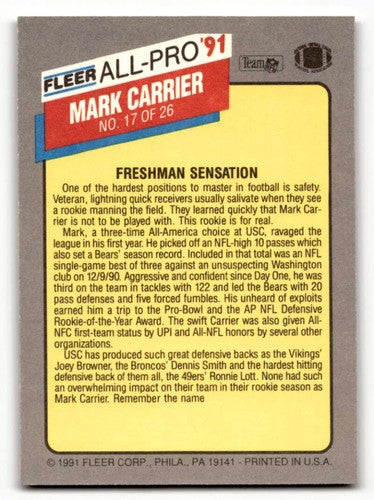 FLEER ALL-PRO '91
Team NFL
MARK CARRIER
NO. 17 OF 26
FRESHMAN SENSATION
One of the hardest positions to master in football is safety.
Veteran, lightning quick receivers usually salivate when they see
a rookie manning the field. They learned quickly that Mark Car-
rier is not to be played with. This rookie is for real.
Mark, a three-time All-America choice at USC, ravaged the
league in his first year. He picked off an NFL-high 10 passes which
also set a Bears' season record. Included in that total was an NFL
single-game best of three against an unsuspecting Washington
club on 12/9/90. Aggressive and confident since Day One, he was
third on the team in tackles with 122 and led the Bears with 20
pass defenses and five forced fumbles. His unheard of exploits
earned him a trip to the Pro-Bowl and the AP NFL Defensive
Rookie-of-the-Year Award. The swift Carrier was also given All-
NFC first-team status by UPI and All-NFL honors by several other
organizations.
USC has produced such great defensive backs as the Vikings'
Joey Browner, the Broncos' Dennis Smith and the hardest hitting
defensive back of them all, the 49ers' Ronnie Lott. None had such
an overwhelming impact on their team in their rookie season as
Mark Carrier. Remember the name
© 1991 FLEER CORP., PHILA., PA 19141 - PRINTED IN U.S.A.